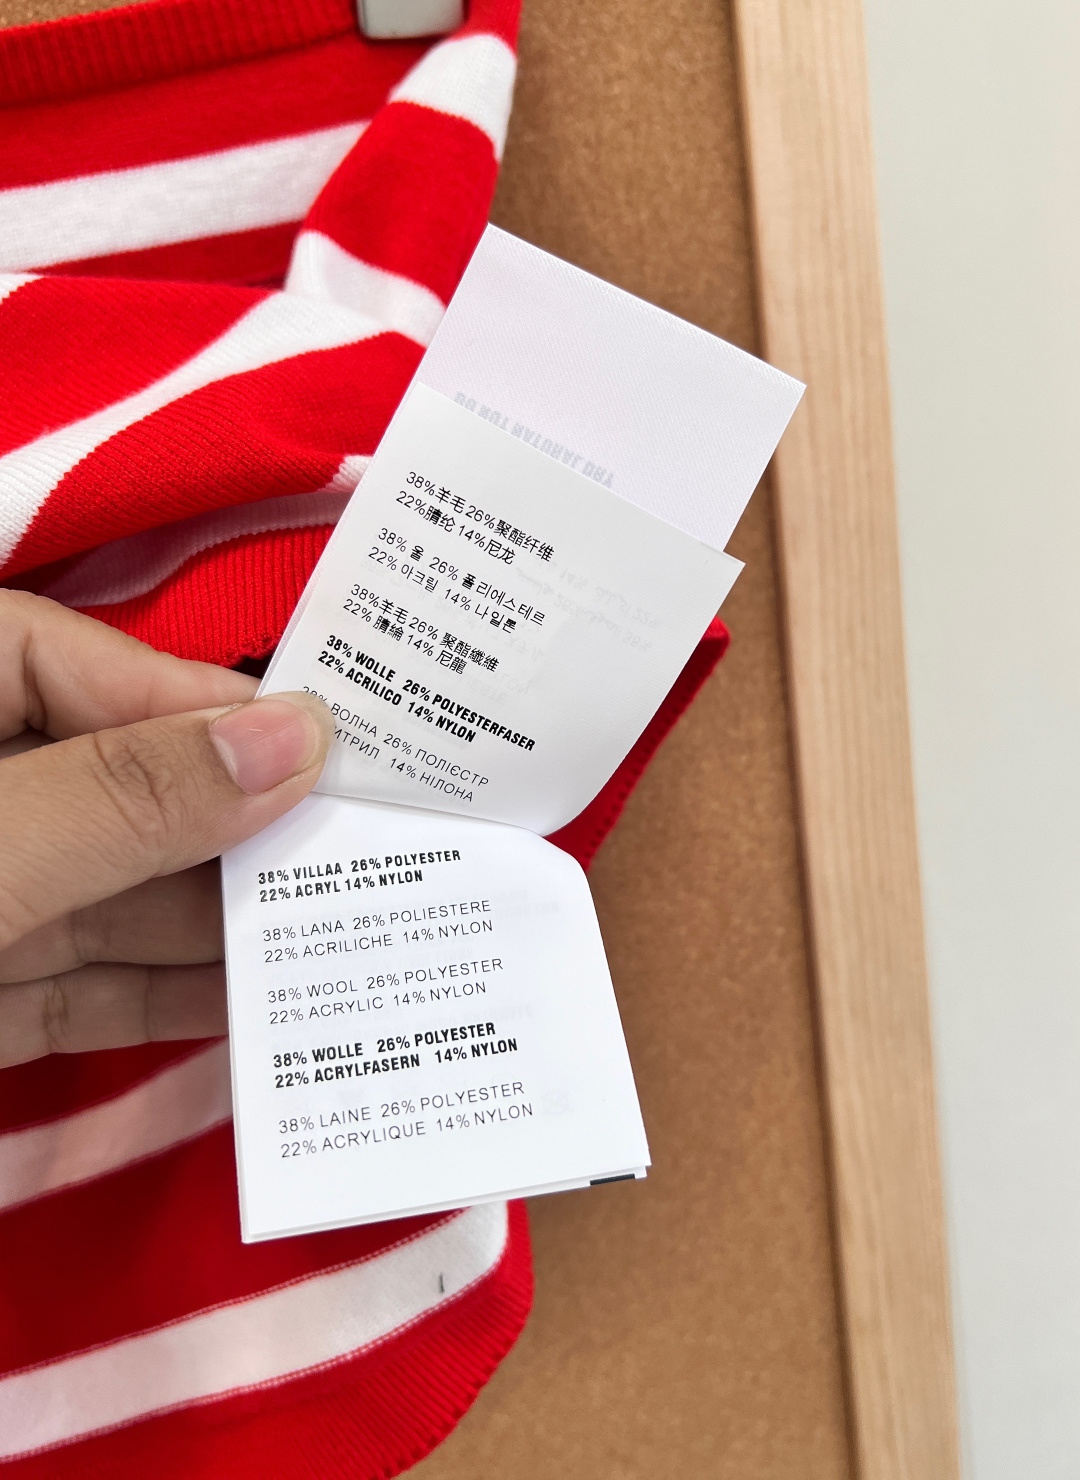 DO NOT NATURAL DRY
38%羊毛 26%聚酯纤维
22%腈纶 14%尼龙
38% 울 26% 폴리에스테르
22% 아크릴 14% 나일론
38%羊毛 26% 聚酯纖維
22% 腈綸 14% 尼龍
38% WOLLE 26% POLYESTERFASER
22% ACRILICO 14% NYLON
38% ВОЛНА 26% ПОЛІЄСТР
14% НІЛОНА
38% VILLAA 26% POLYESTER
22% ACRYL 14% NYLON
38% LANA 26% POLIESTERE
22% ACRILICHE 14% NYLON
38% WOOL 26% POLYESTER
22% ACRYLIC 14% NYLON
38% WOLLE 26% POLYESTER
22% ACRYLFASERN 14% NYLON
38% LAINE 26% POLYESTER
22% ACRYLIQUE 14% NYLON